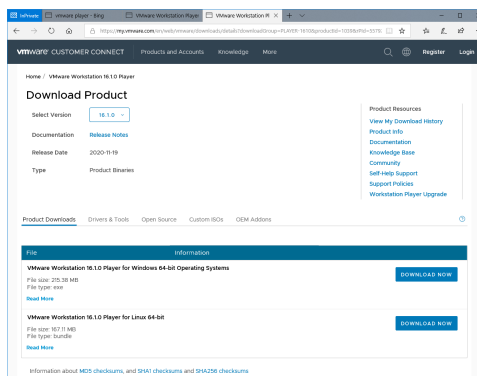 InPrivate
vmware player - Bing
VMware Workstation Player
VMware Workstation Pl
https://my.vmware.com/en/web/vmware/downloads/details?downloadGroup=PLAYER-1610&productId=1039&rPId=55792
vmware CUSTOMER CONNECT
Products and Accounts
Knowledge
More
Register
Login
Home / VMware Workstation 16.1.0 Player
Download Product
Select Version
16.1.0
Documentation
Release Notes
Release Date
2020-11-19
Type
Product Binaries
Product Resources
View My Download History
Product Info
Documentation
Knowledge Base
Community
Self-Help Support
Support Policies
Workstation Player Upgrade
Product Downloads
Drivers & Tools
Open Source
Custom ISOs
OEM Addons
File
Information
VMware Workstation 16.1.0 Player for Windows 64-bit Operating Systems
File size: 215.38 MB
File type: exe
Read More
DOWNLOAD NOW
VMware Workstation 16.1.0 Player for Linux 64-bit
File size: 167.11 MB
File type: bundle
Read More
DOWNLOAD NOW
Information about MD5 checksums, and SHA1 checksums and SHA256 checksums